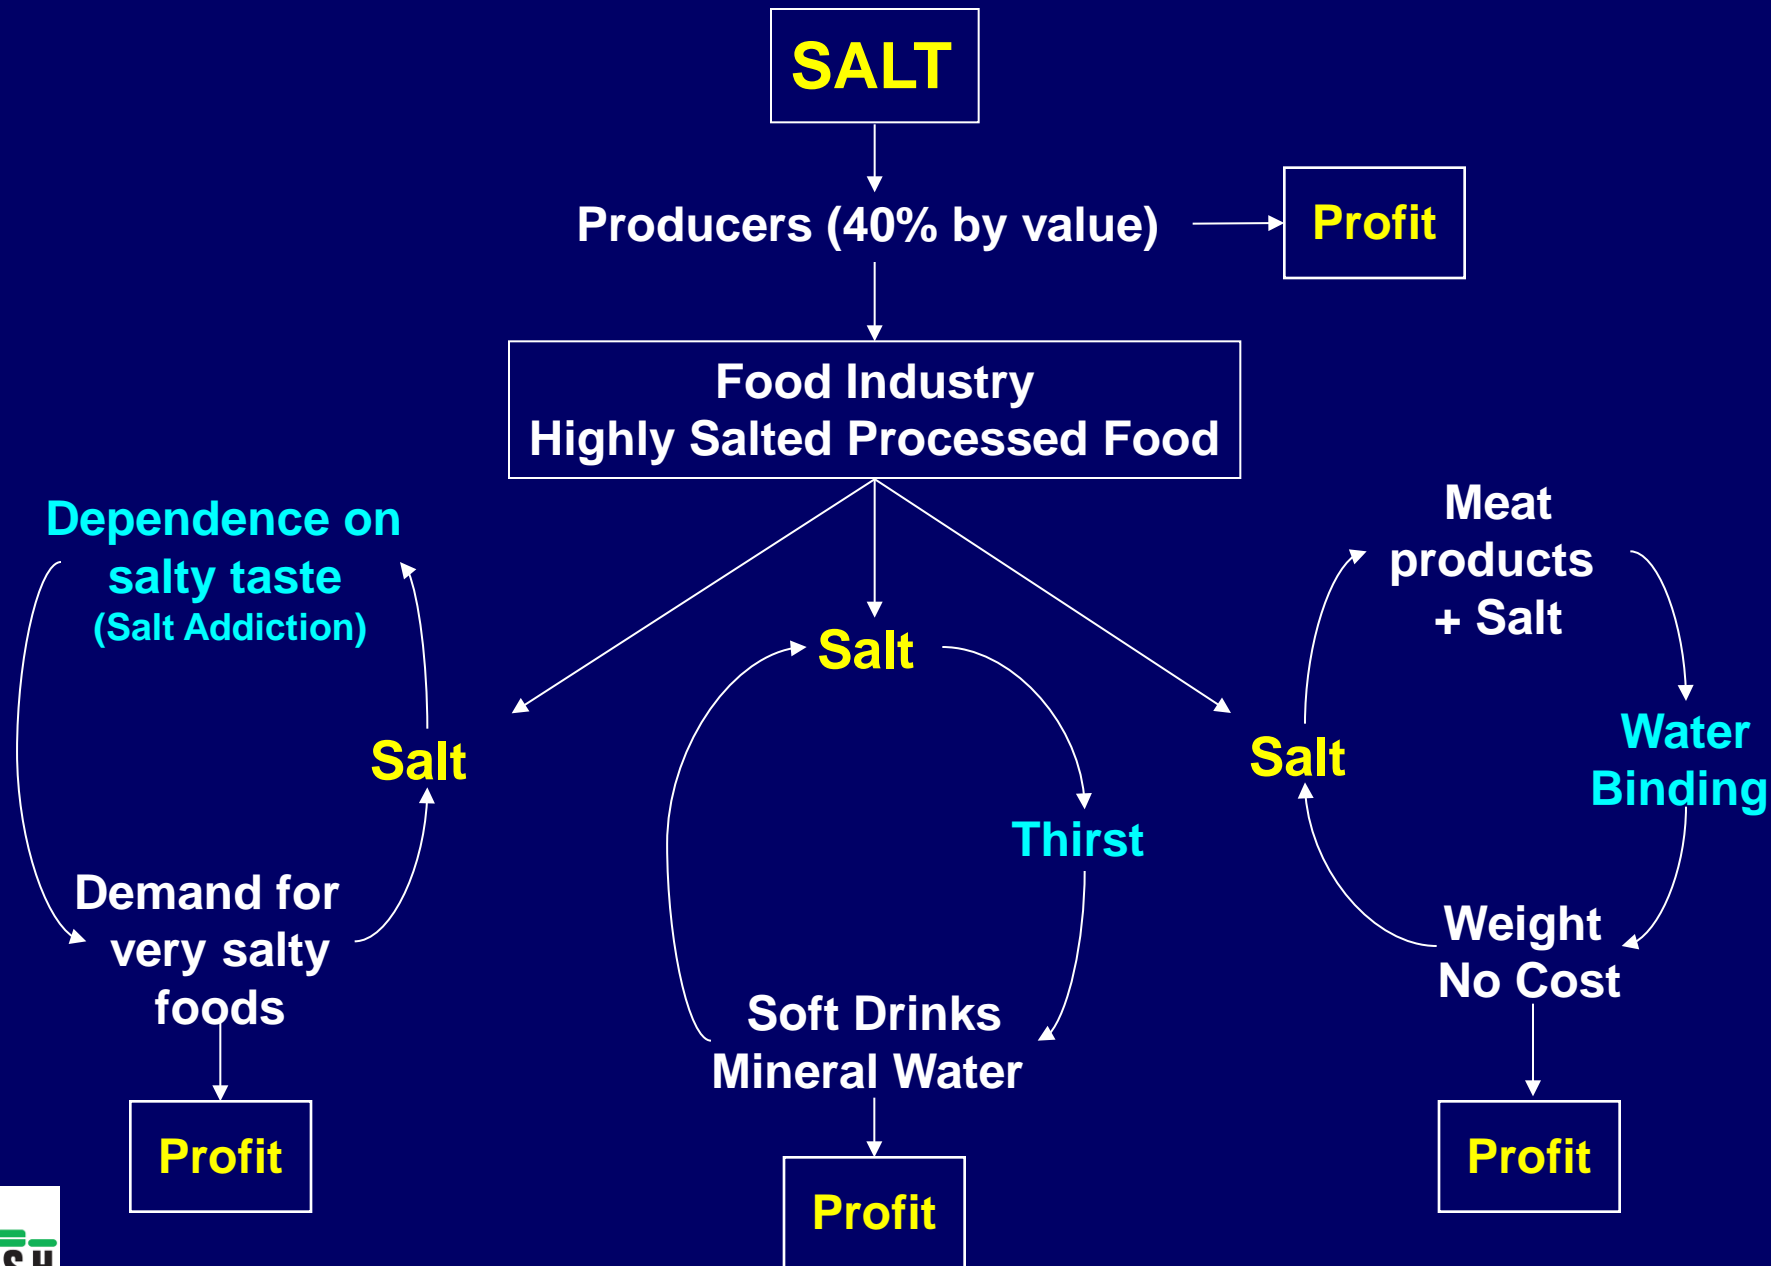 SALT
Producers (40% by value)
Profit
Food Industry
Highly Salted Processed Food
Dependence on
salty taste
(Salt Addiction)
Salt
Demand for
very salty
foods
Profit
Salt
Thirst
Soft Drinks
Mineral Water
Profit
Meat
products
+ Salt
Salt
Water
Binding
Weight
No Cost
Profit